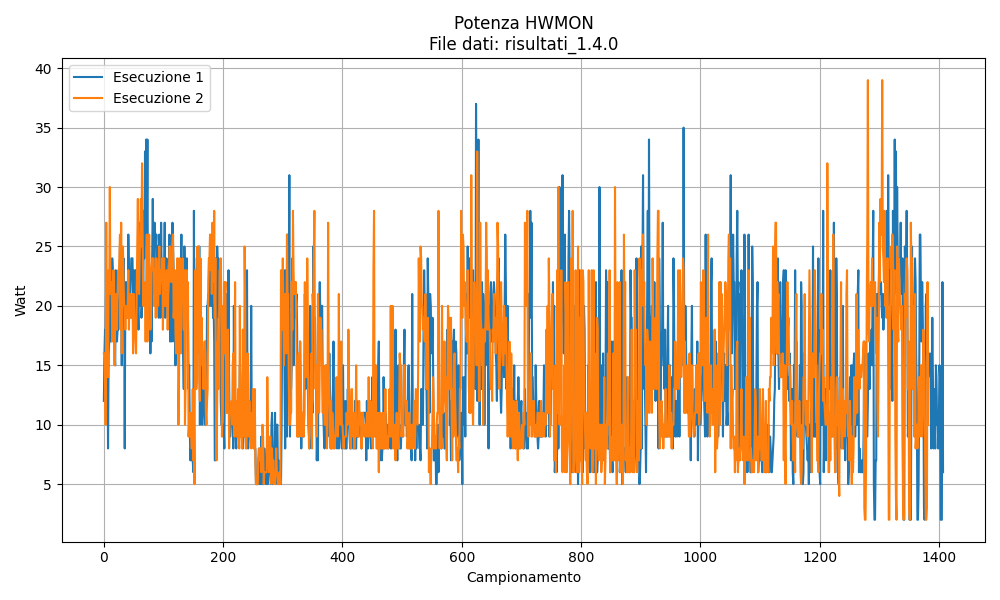 Potenza HWMON
File dati: risultati_1.4.0
Esecuzione 1
Esecuzione 2
40
35
30
25
20
15
10
5
Watt
0 200 400 600 800 1000 1200 1400
Campionamento